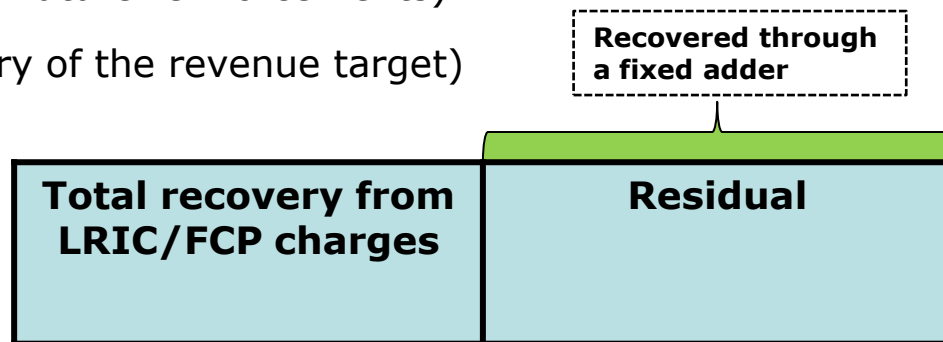 ry of the revenue target)
Recovered through
a fixed adder
Total recovery from
LRIC/FCP charges
Residual